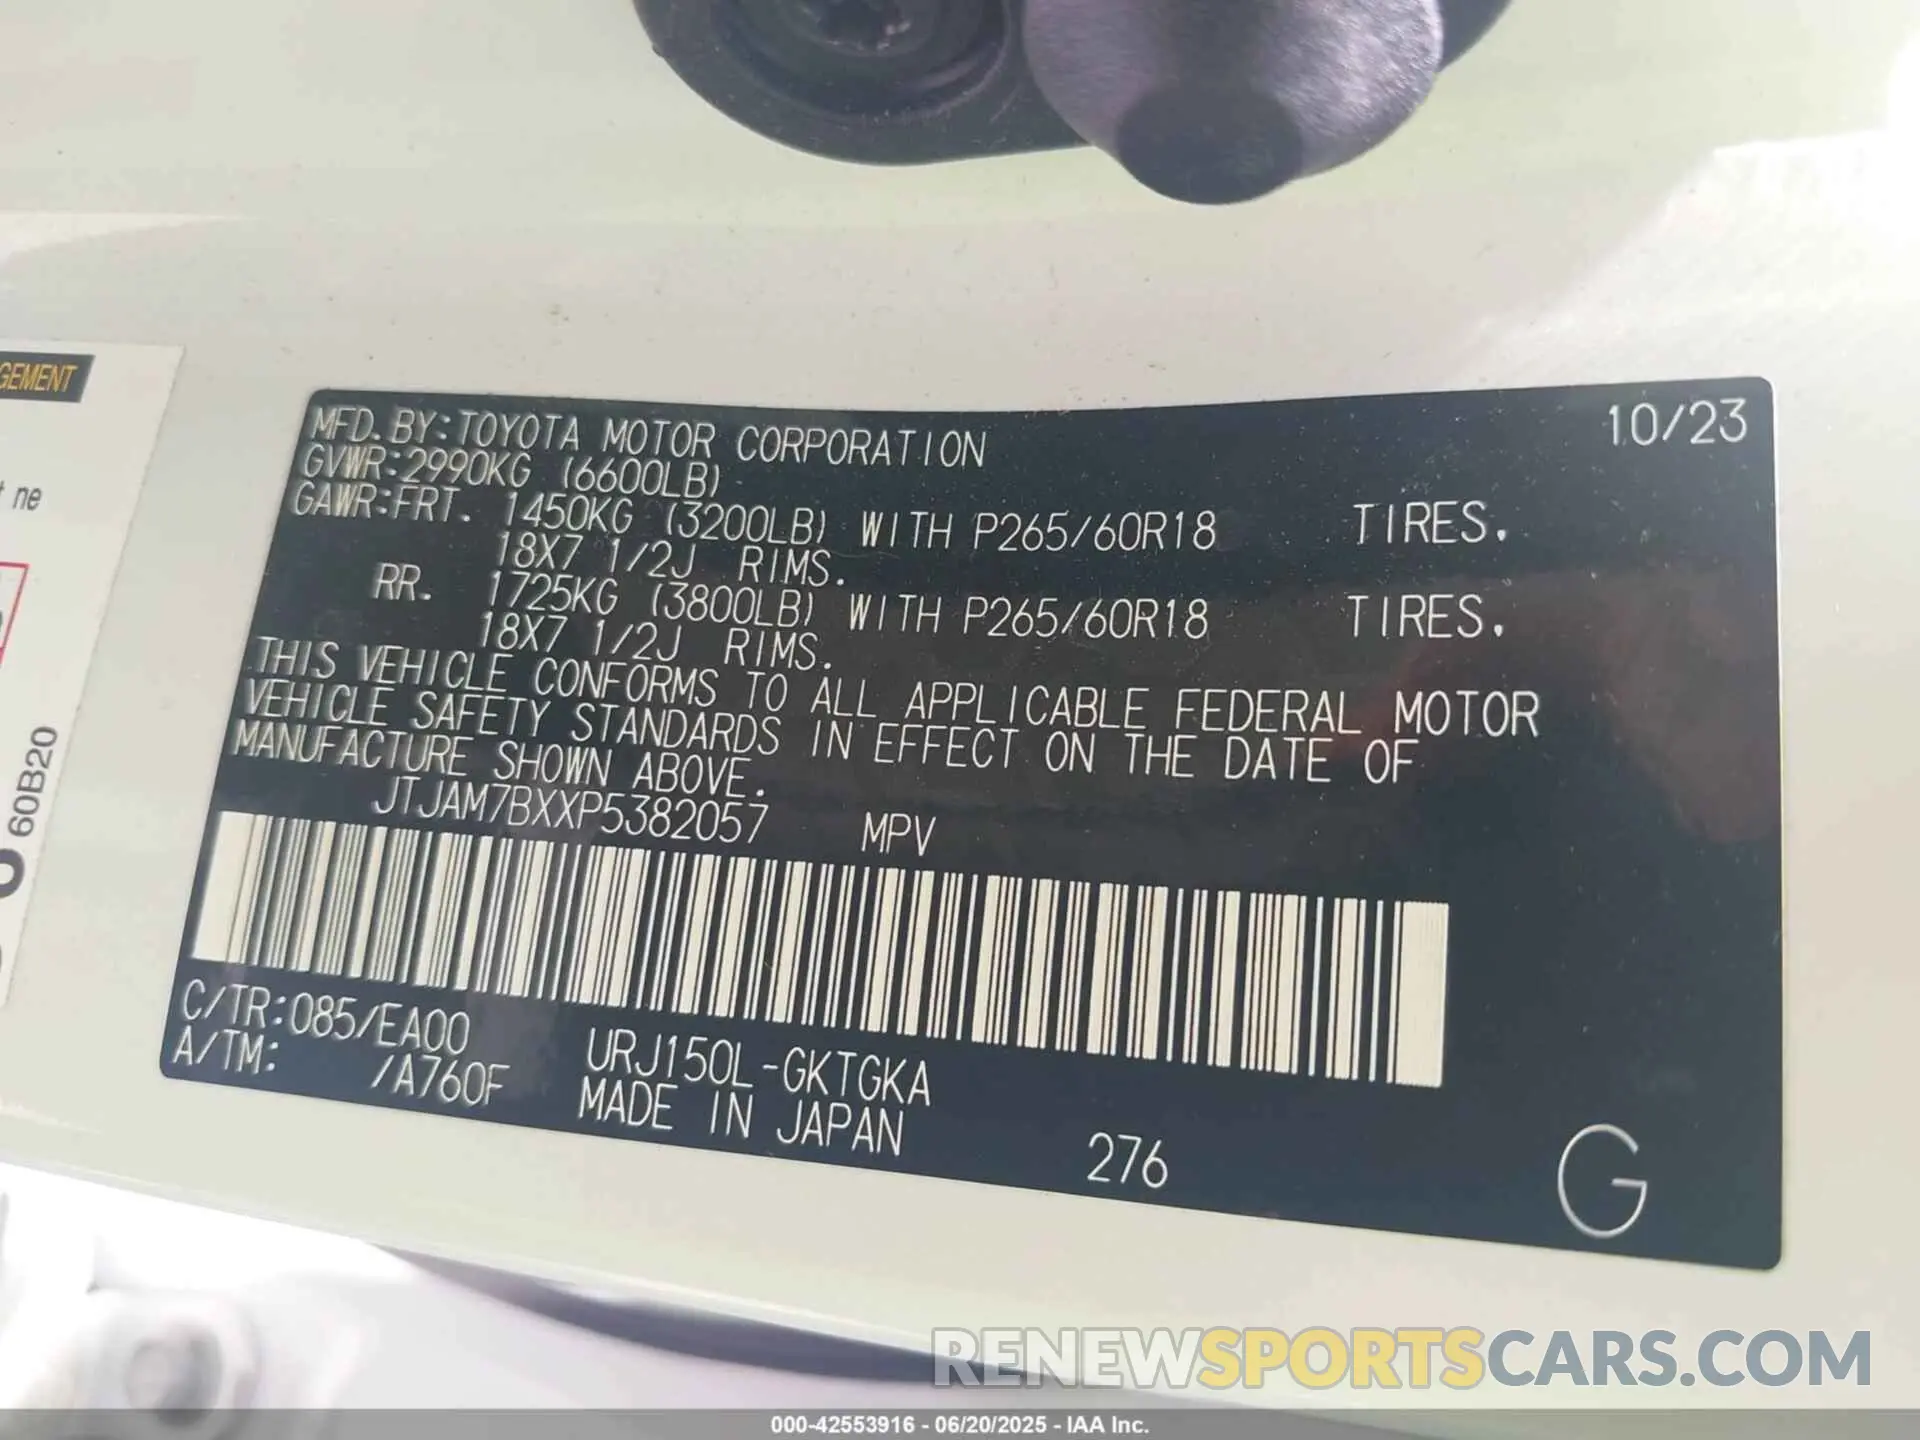 GEMENT
ne
60B20
MFD. BY: TOYOTA MOTOR CORPORATION 10/23
GVWR: 2990KG (6600LB)
GAWR: FRT. 1450KG (3200LB) WITH P265/60R18 TIRES.
18X7 1/2J RIMS.
RR. 1725KG (3800LB) WITH P265/60R18 TIRES.
18X7 1/2J RIMS.
THIS VEHICLE CONFORMS TO ALL APPLICABLE FEDERAL MOTOR
VEHICLE SAFETY STANDARDS IN EFFECT ON THE DATE OF
MANUFACTURE SHOWN ABOVE.
JTJAM7BXXP5382057 MPV
C/TR: 085/EA00 URJ150L-GKTGKA
A/TM: /A760F MADE IN JAPAN
276 G
RENEWSPORTSCARS.COM
000-42553916 - 06/20/2025 - IAA Inc.